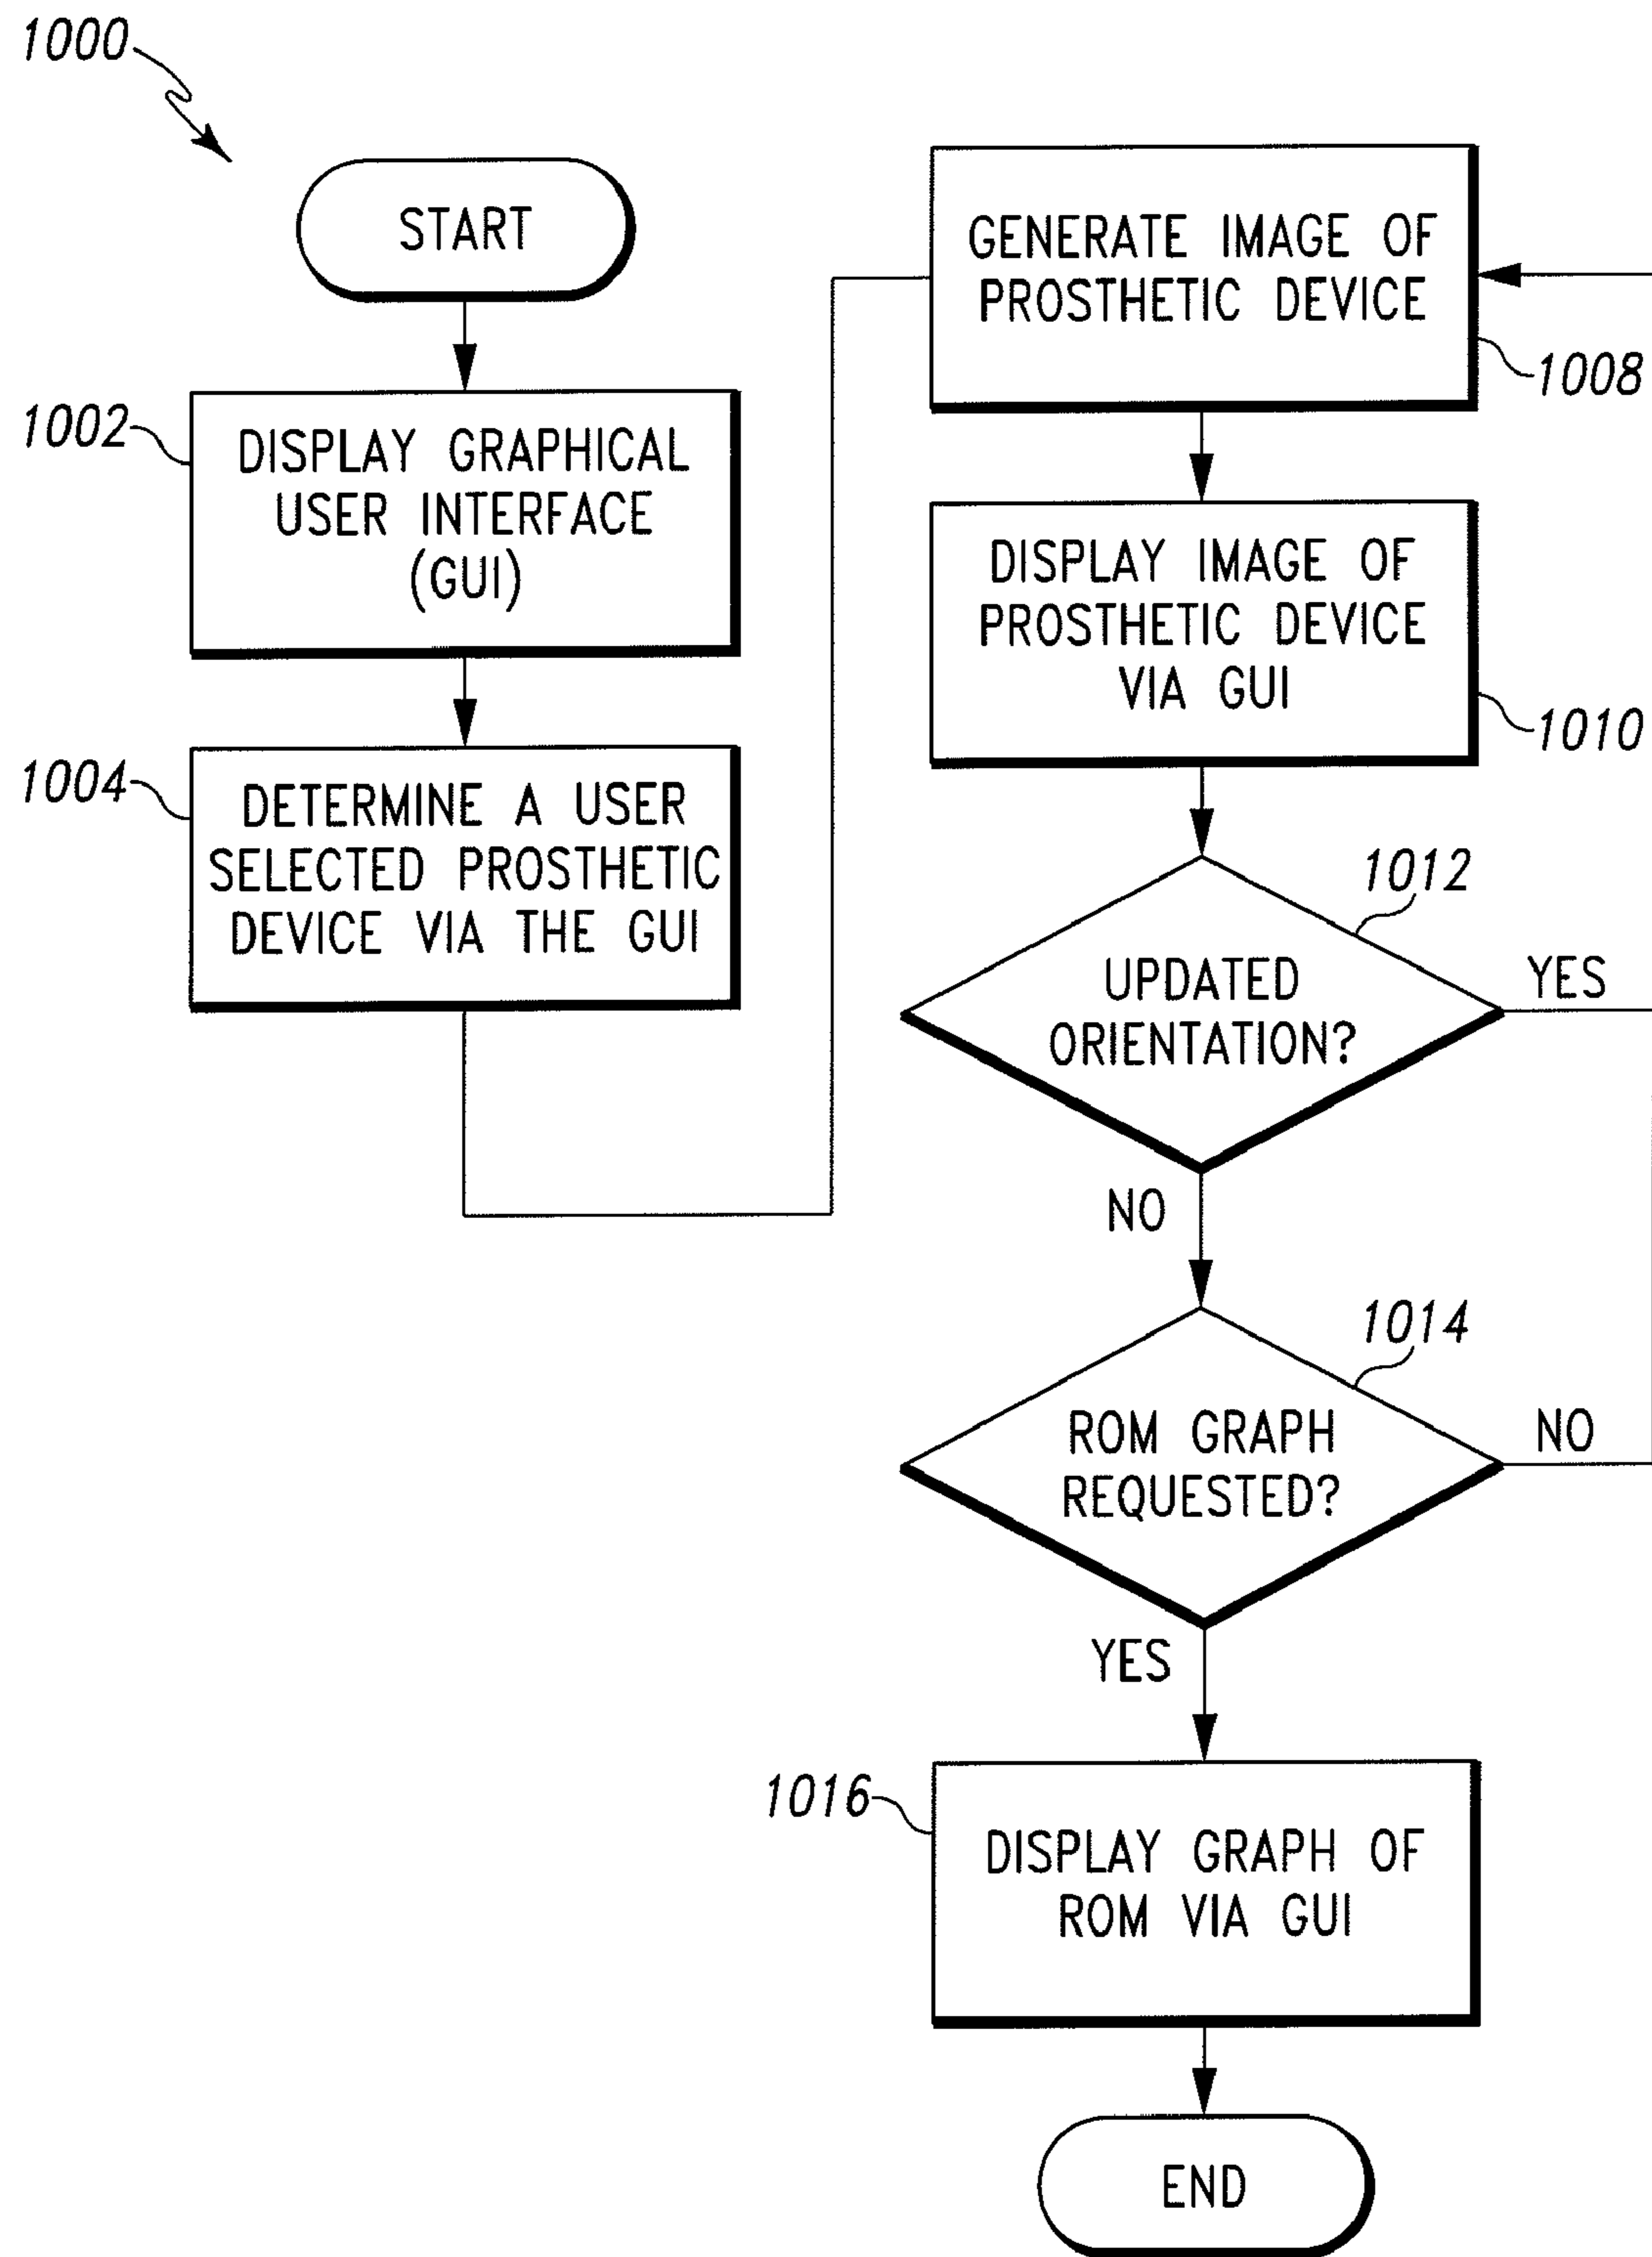 1000
START
1002
DISPLAY GRAPHICAL
USER INTERFACE
(GUI)
1004
DETERMINE A USER
SELECTED PROSTHETIC
DEVICE VIA THE GUI
GENERATE IMAGE OF
PROSTHETIC DEVICE
1008
DISPLAY IMAGE OF
PROSTHETIC DEVICE
VIA GUI
1010
1012
UPDATED
ORIENTATION?
YES
NO
1014
ROM GRAPH
REQUESTED?
NO
YES
1016
DISPLAY GRAPH OF
ROM VIA GUI
END